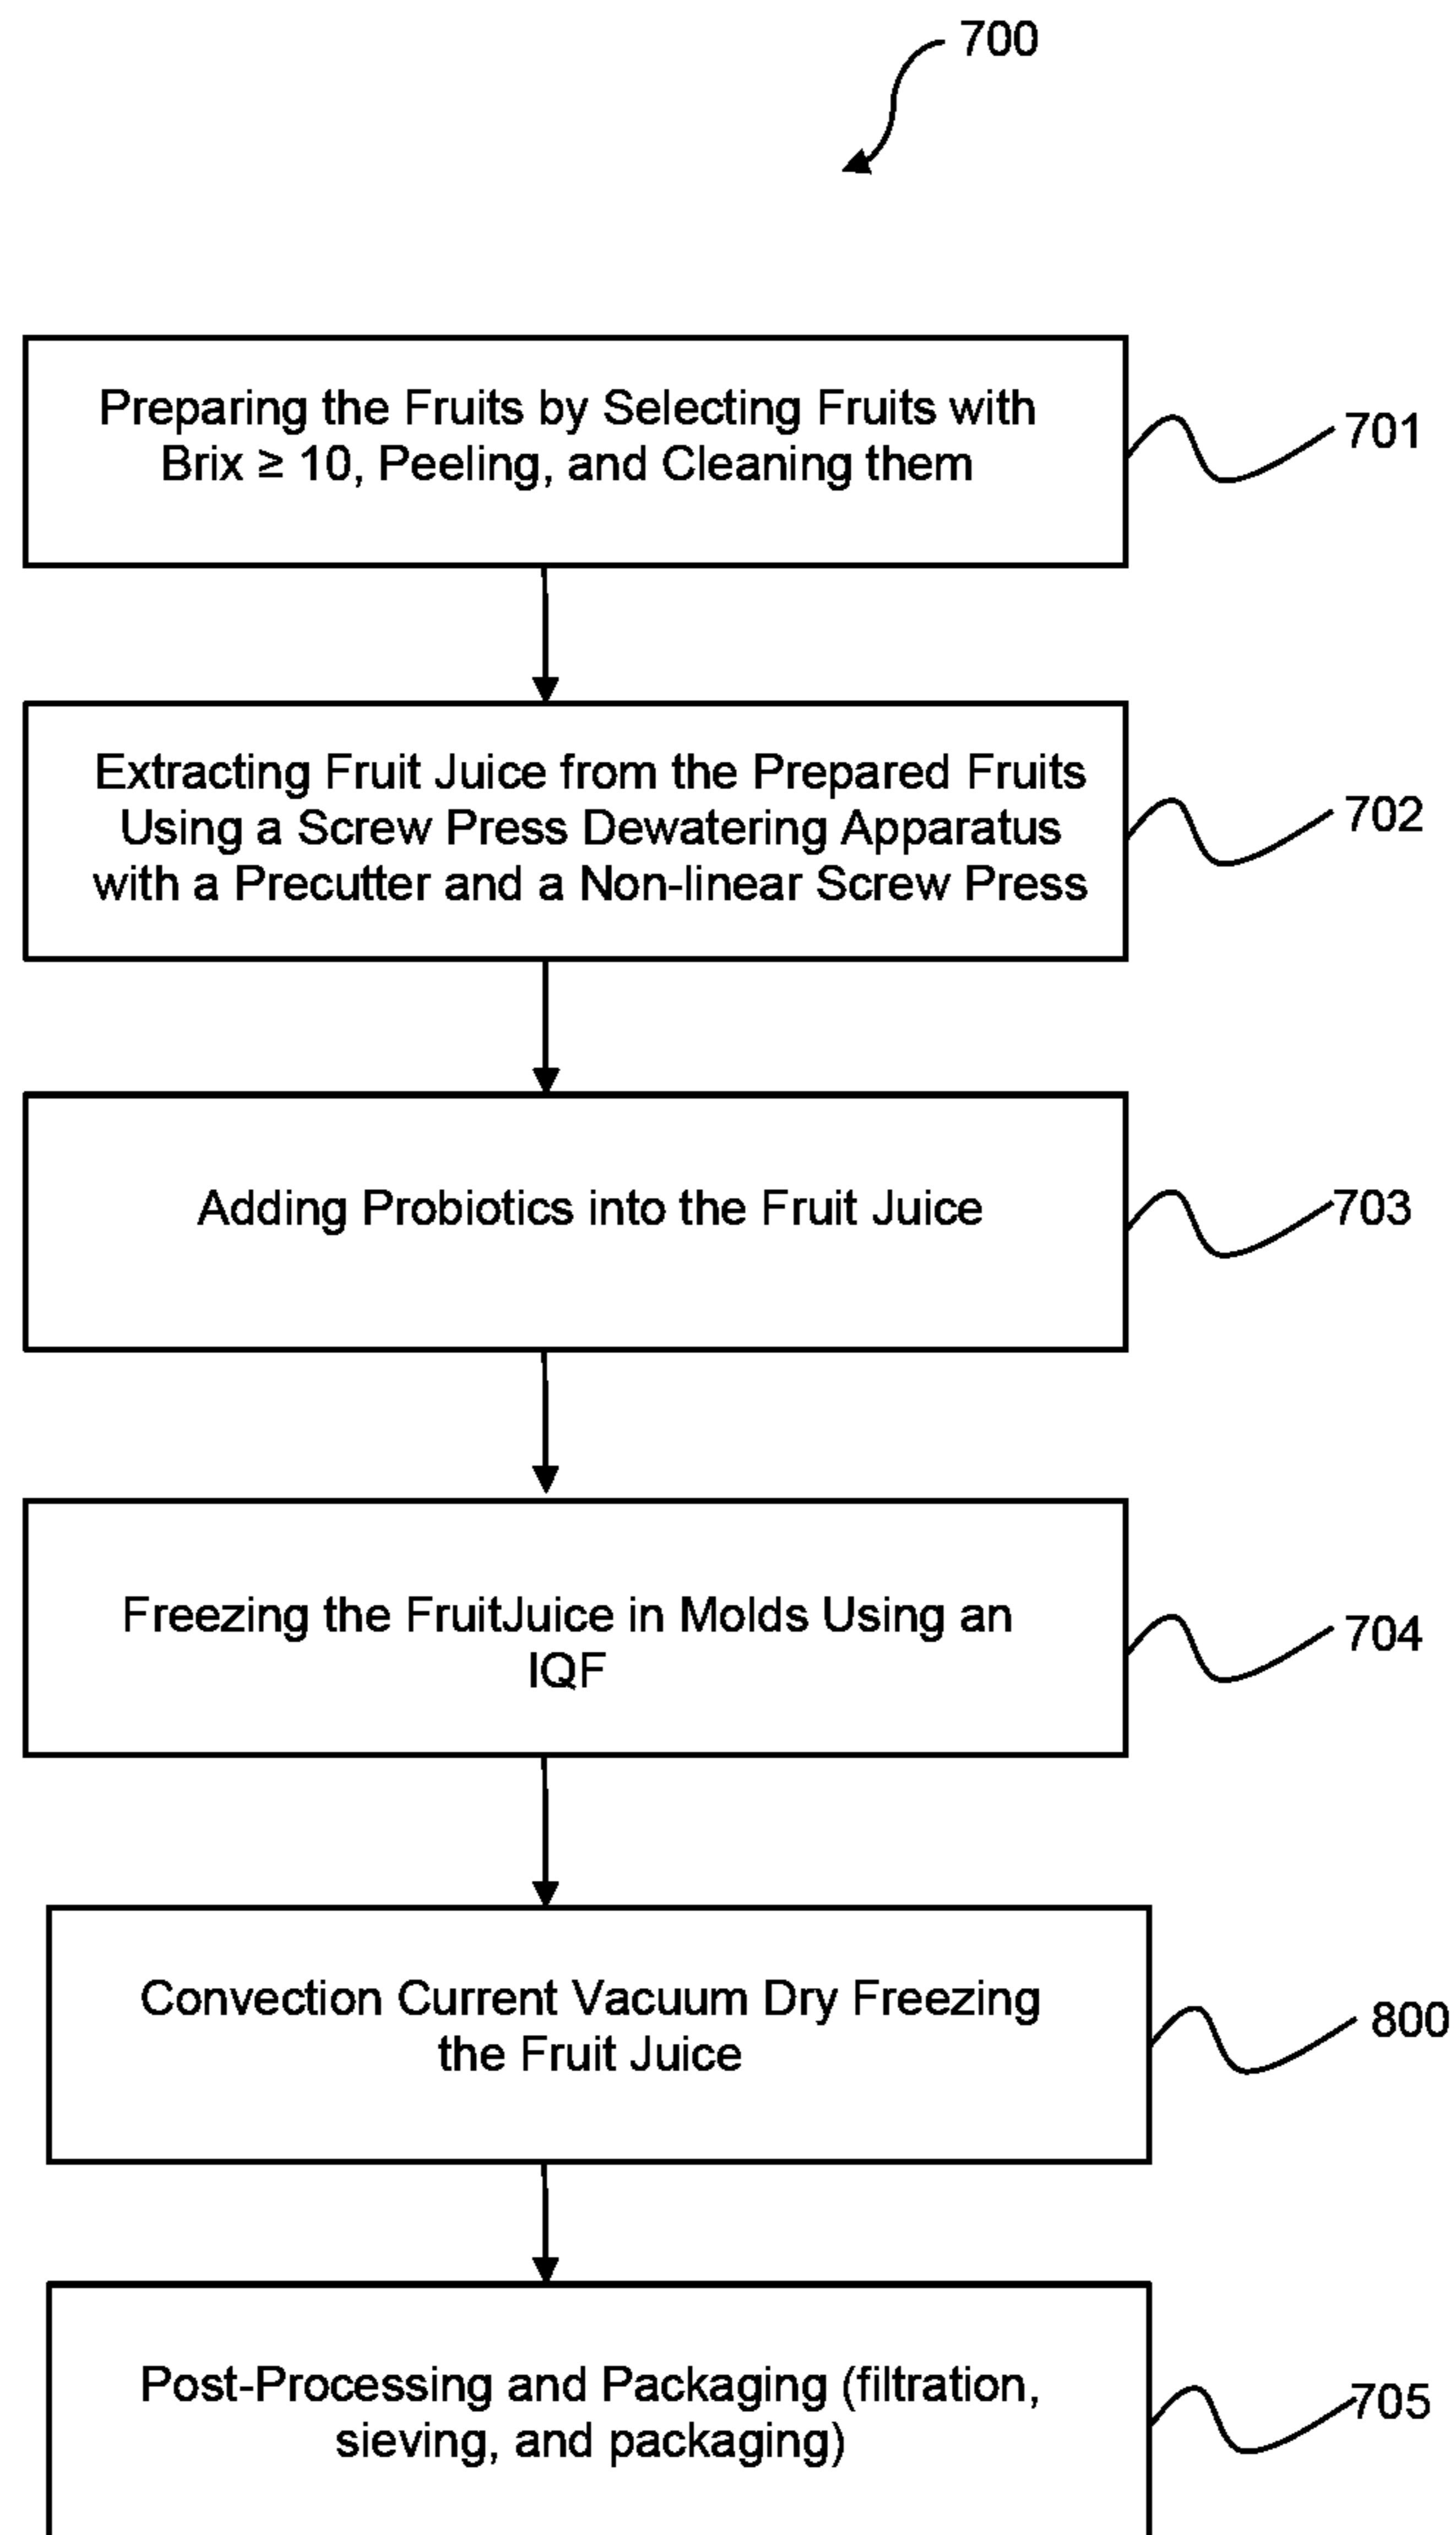 700
Preparing the Fruits by Selecting Fruits with
Brix ≥ 10, Peeling, and Cleaning them
701
Extracting Fruit Juice from the Prepared Fruits
Using a Screw Press Dewatering Apparatus
with a Precutter and a Non-linear Screw Press
702
Adding Probiotics into the Fruit Juice
703
Freezing the FruitJuice in Molds Using an
IQF
704
Convection Current Vacuum Dry Freezing
the Fruit Juice
800
Post-Processing and Packaging (filtration,
sieving, and packaging)
705